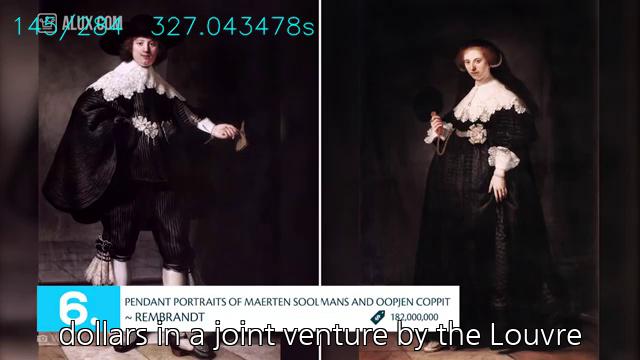 145/284 327.043478s
ALUX.COM
6.
PENDANT PORTRAITS OF MAERTEN SOOLMANS AND OOPJEN COPPIT
~ REMBRANDT
182,000,000
dollars in a joint venture by the Louvre